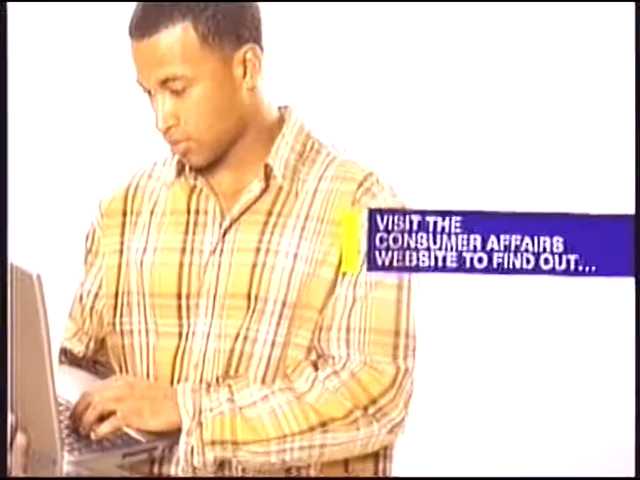 VISIT THE
CONSUMER AFFAIRS
WEBSITE TO FIND OUT...